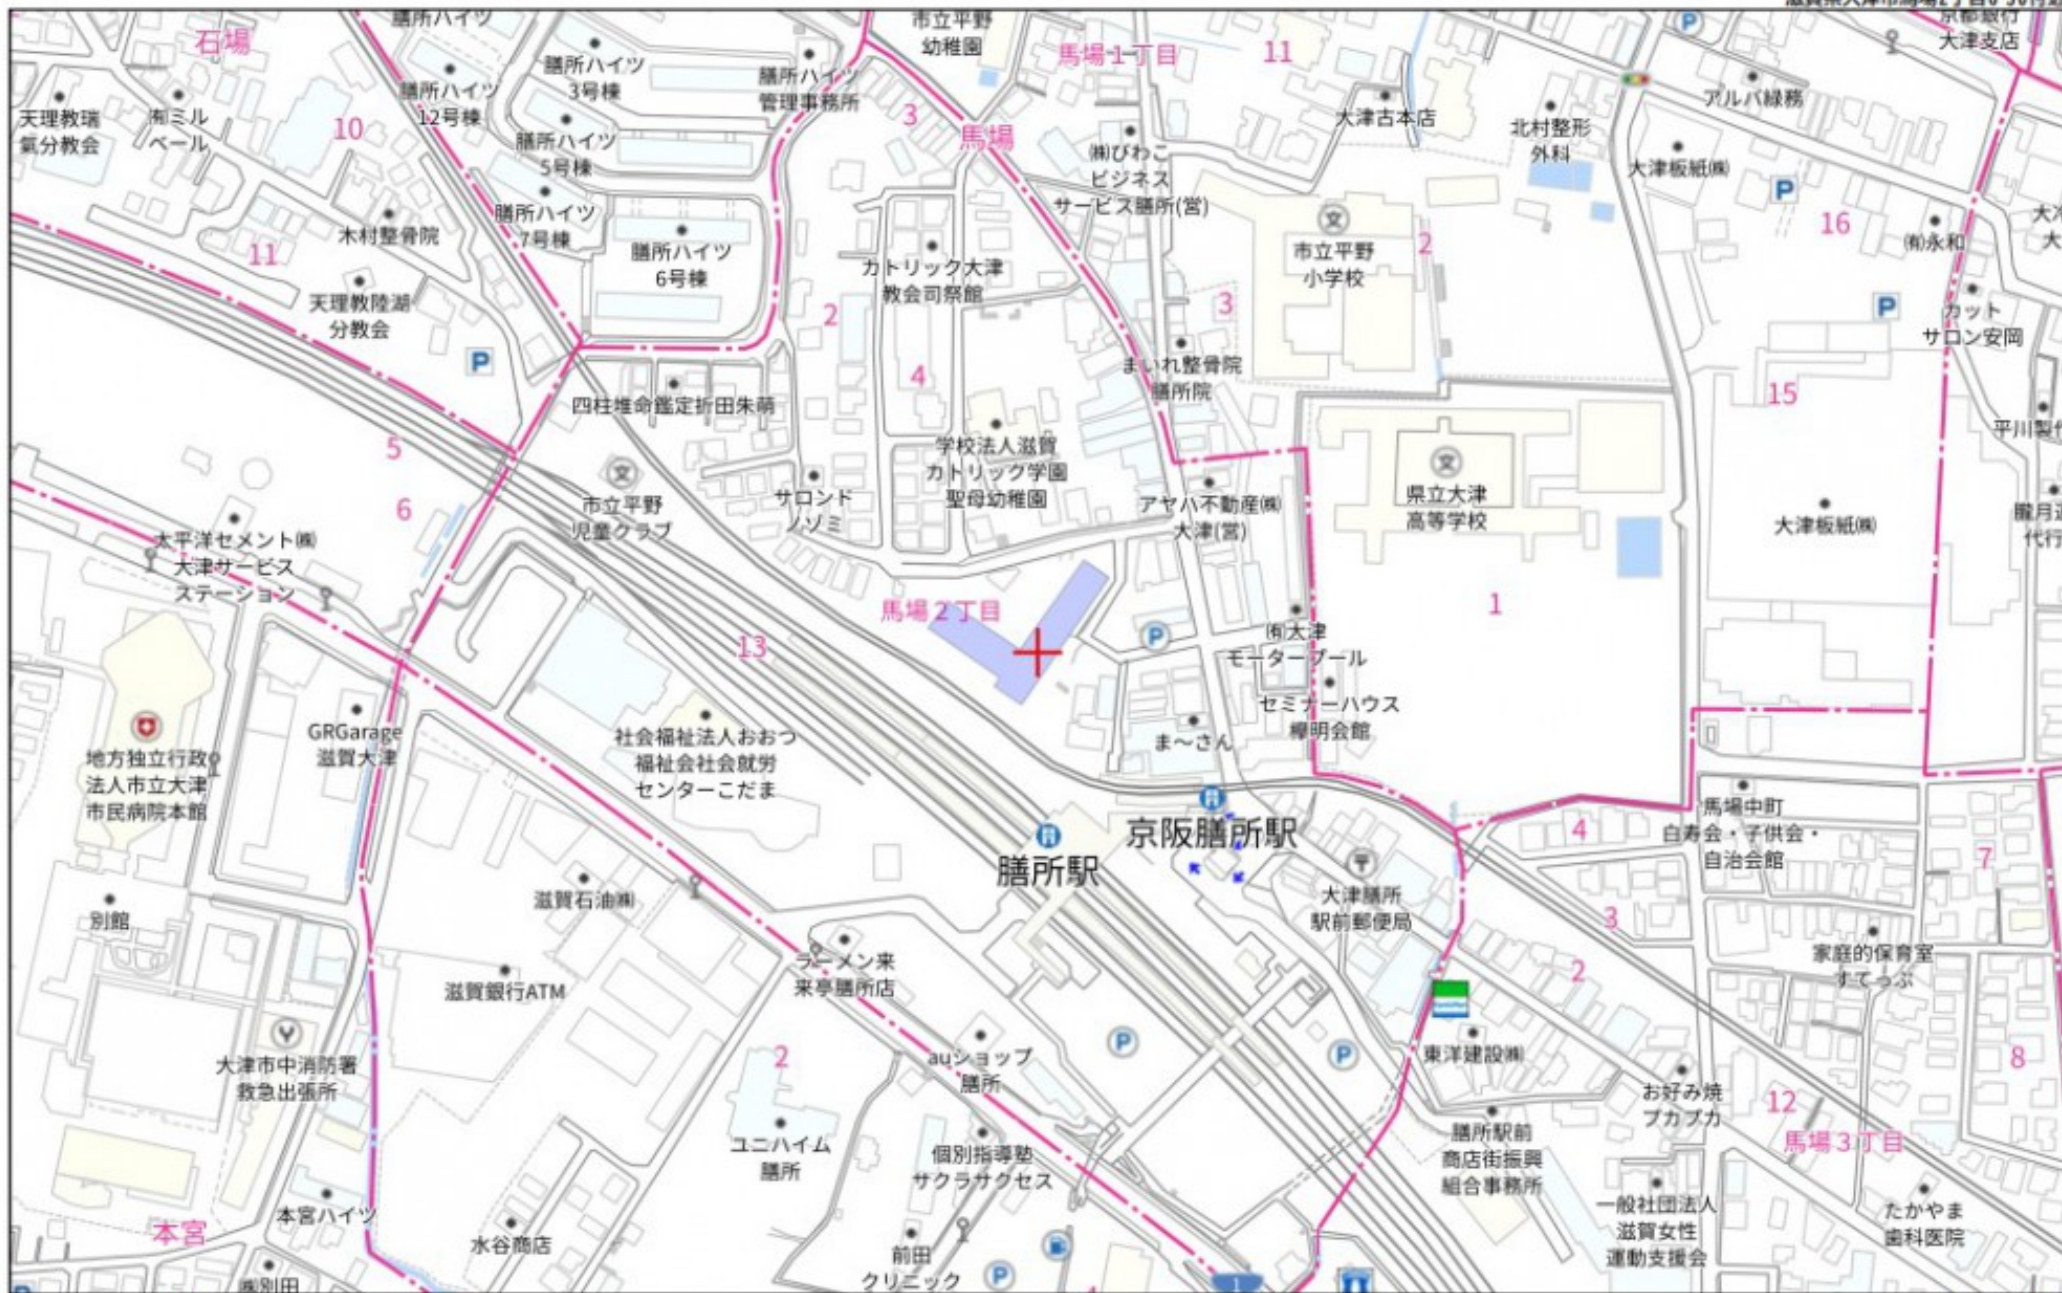 石場
膳所ハイツ
膳所ハイツ
12号棟
膳所ハイツ
3号棟
膳所ハイツ
管理事務所
市立平野
幼稚園
馬場1丁目
11
京都銀行
大津支店
天理教瑞
氣分教会
㈲ミル
ベール
10
膳所ハイツ
5号棟
3
馬場
大津古本店
北村整形
外科
アルバ緑務
大津板紙㈱
㈱びわこ
ビジネス
サービス膳所(営)
膳所ハイツ
7号棟
膳所ハイツ
6号棟
木村整骨院
11
天理教陸湖
分教会
P
P
P
P
カトリック大津
教会司祭館
2
4
市立平野
小学校
2
3
16
㈲永和
カット
サロン安岡
まいれ整骨院
膳所院
15
四柱堆命鑑定折田朱萌
5
6
学校法人滋賀
カトリック学園
聖母幼稚園
サロンド
ノゾミ
市立平野
児童クラブ
アヤハ不動産㈱
大津(営)
県立大津
高等学校
大津板紙㈱
太平洋セメント㈱
大津サービス
ステーション
馬場2丁目
13
P
1
㈲大津
モータープール
セミナーハウス
欅明会館
ま～さん
GRGarage
滋賀大津
地方独立行政
法人市立大津
市民病院本館
社会福祉法人おおつ
福祉会社会就労
センターこだま
京阪膳所駅
膳所駅
馬場中町
白寿会・子供会・
自治会館
4
7
大津膳所
駅前郵便局
3
別館
滋賀石油㈱
ラーメン来
来亭膳所店
家庭的保育室
すてっぷ
2
滋賀銀行ATM
大津市中消防署
救急出張所
2
auショップ
膳所
P
P
東洋建設㈱
お好み焼
プカプカ
8
12
馬場3丁目
ユニハイム
膳所
個別指導塾
サクラサクセス
膳所駅前
商店街振興
組合事務所
本宮ハイツ
本宮
水谷商店
前田
クリニック
P
1
一般社団法人
滋賀女性
運動支援会
たかやま
歯科医院
㈱別田